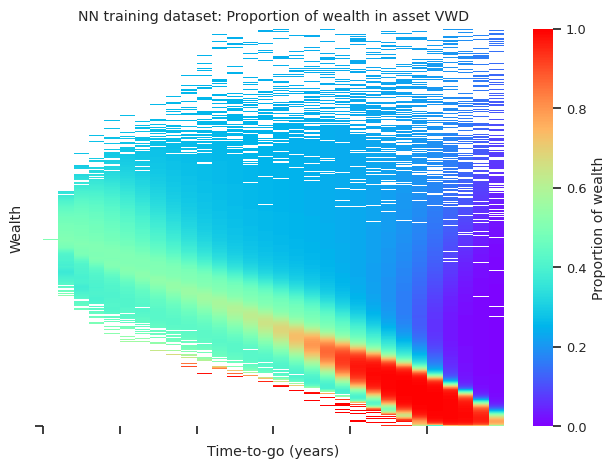 NN training dataset: Proportion of wealth in asset VWD
Wealth
Time-to-go (years)
1.0
0.8
0.6
0.4
0.2
0.0
Proportion of wealth